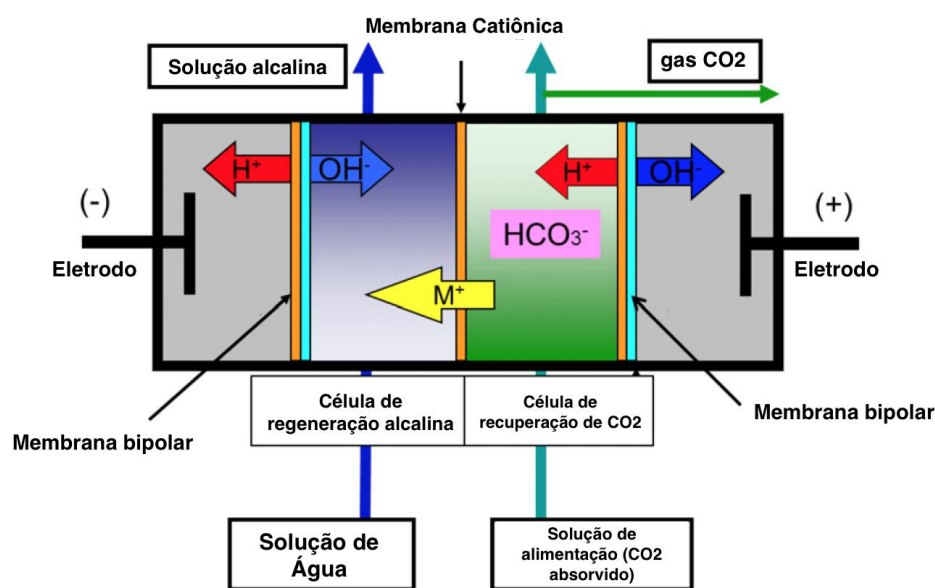 Membrana Catiônica
Solução alcalina
gas CO2
H⁺
OH⁻
H⁺
OH⁻
(-)
(+)
HCO₃⁻
Eletrodo
Eletrodo
M⁺
Célula de
regeneração alcalina
Célula de
recuperação de CO2
Membrana bipolar
Membrana bipolar
Solução de
Água
Solução de
alimentação (CO2
absorvido)